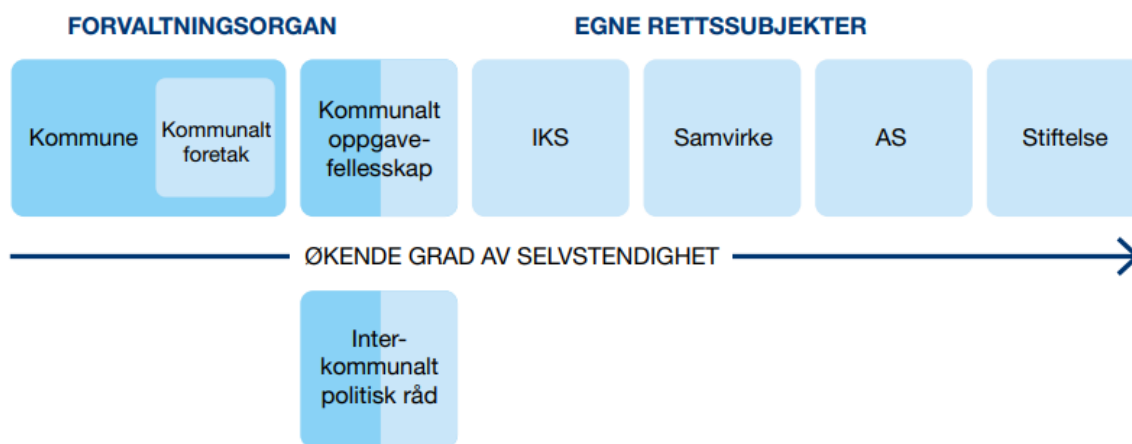 FORVALTNINGSORGAN
EGNE RETTSSUBJEKTER
Kommune
Kommunalt
foretak
Kommunalt
oppgave-
fellesskap
IKS
Samvirke
AS
Stiftelse
ØKENDE GRAD AV SELVSTENDIGHET
Inter-
kommunalt
politisk råd